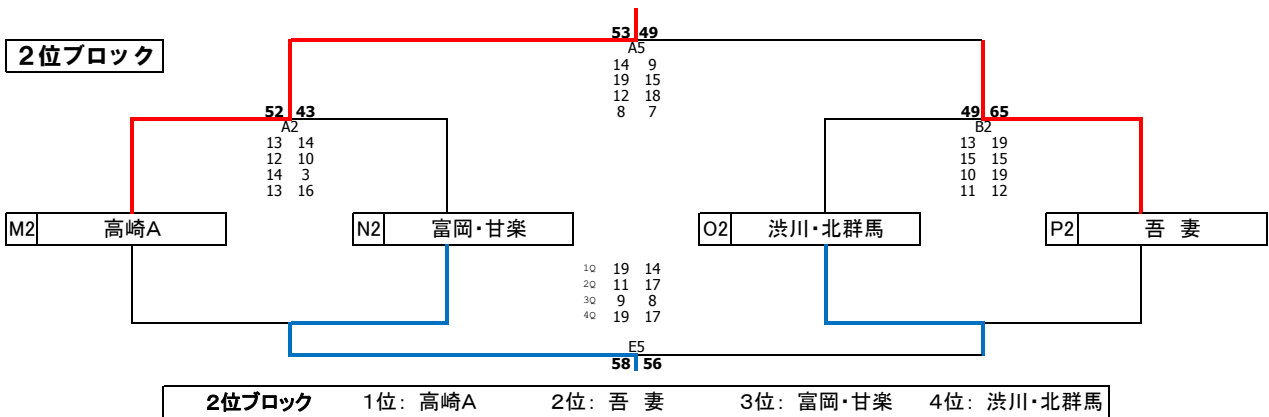 53 49
2位ブロック
A5
14 9
19 15
12 18
8 7
52 43
A2
13 14
12 10
14 3
13 16
49 65
B2
13 19
15 15
10 19
11 12
M2 高崎A
N2 富岡・甘楽
O2 渋川・北群馬
P2 吾 妻
1Q 19 14
2Q 11 17
3Q 9 8
4Q 19 17
E5
58 56
2位ブロック 1位: 高崎A 2位: 吾 妻 3位: 富岡・甘楽 4位: 渋川・北群馬